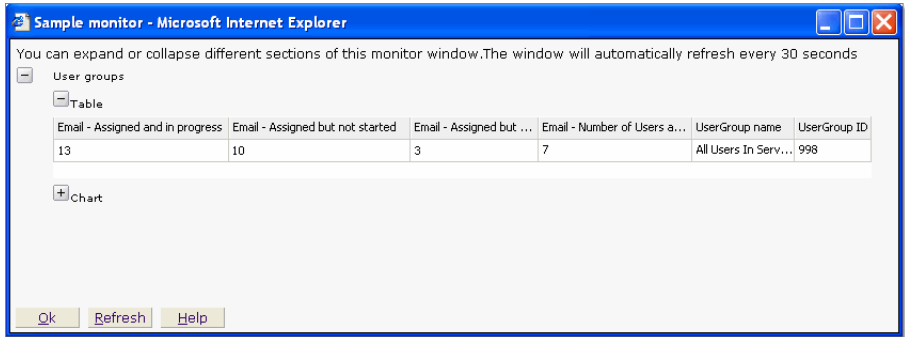 Sample monitor - Microsoft Internet Explorer
You can expand or collapse different sections of this monitor window.The window will automatically refresh every 30 seconds
User groups
Table
Email - Assigned and in progress Email - Assigned but not started Email - Assigned but ... Email - Number of Users a... UserGroup name UserGroup ID
13 10 3 7 All Users In Serv... 998
Chart
Ok Refresh Help